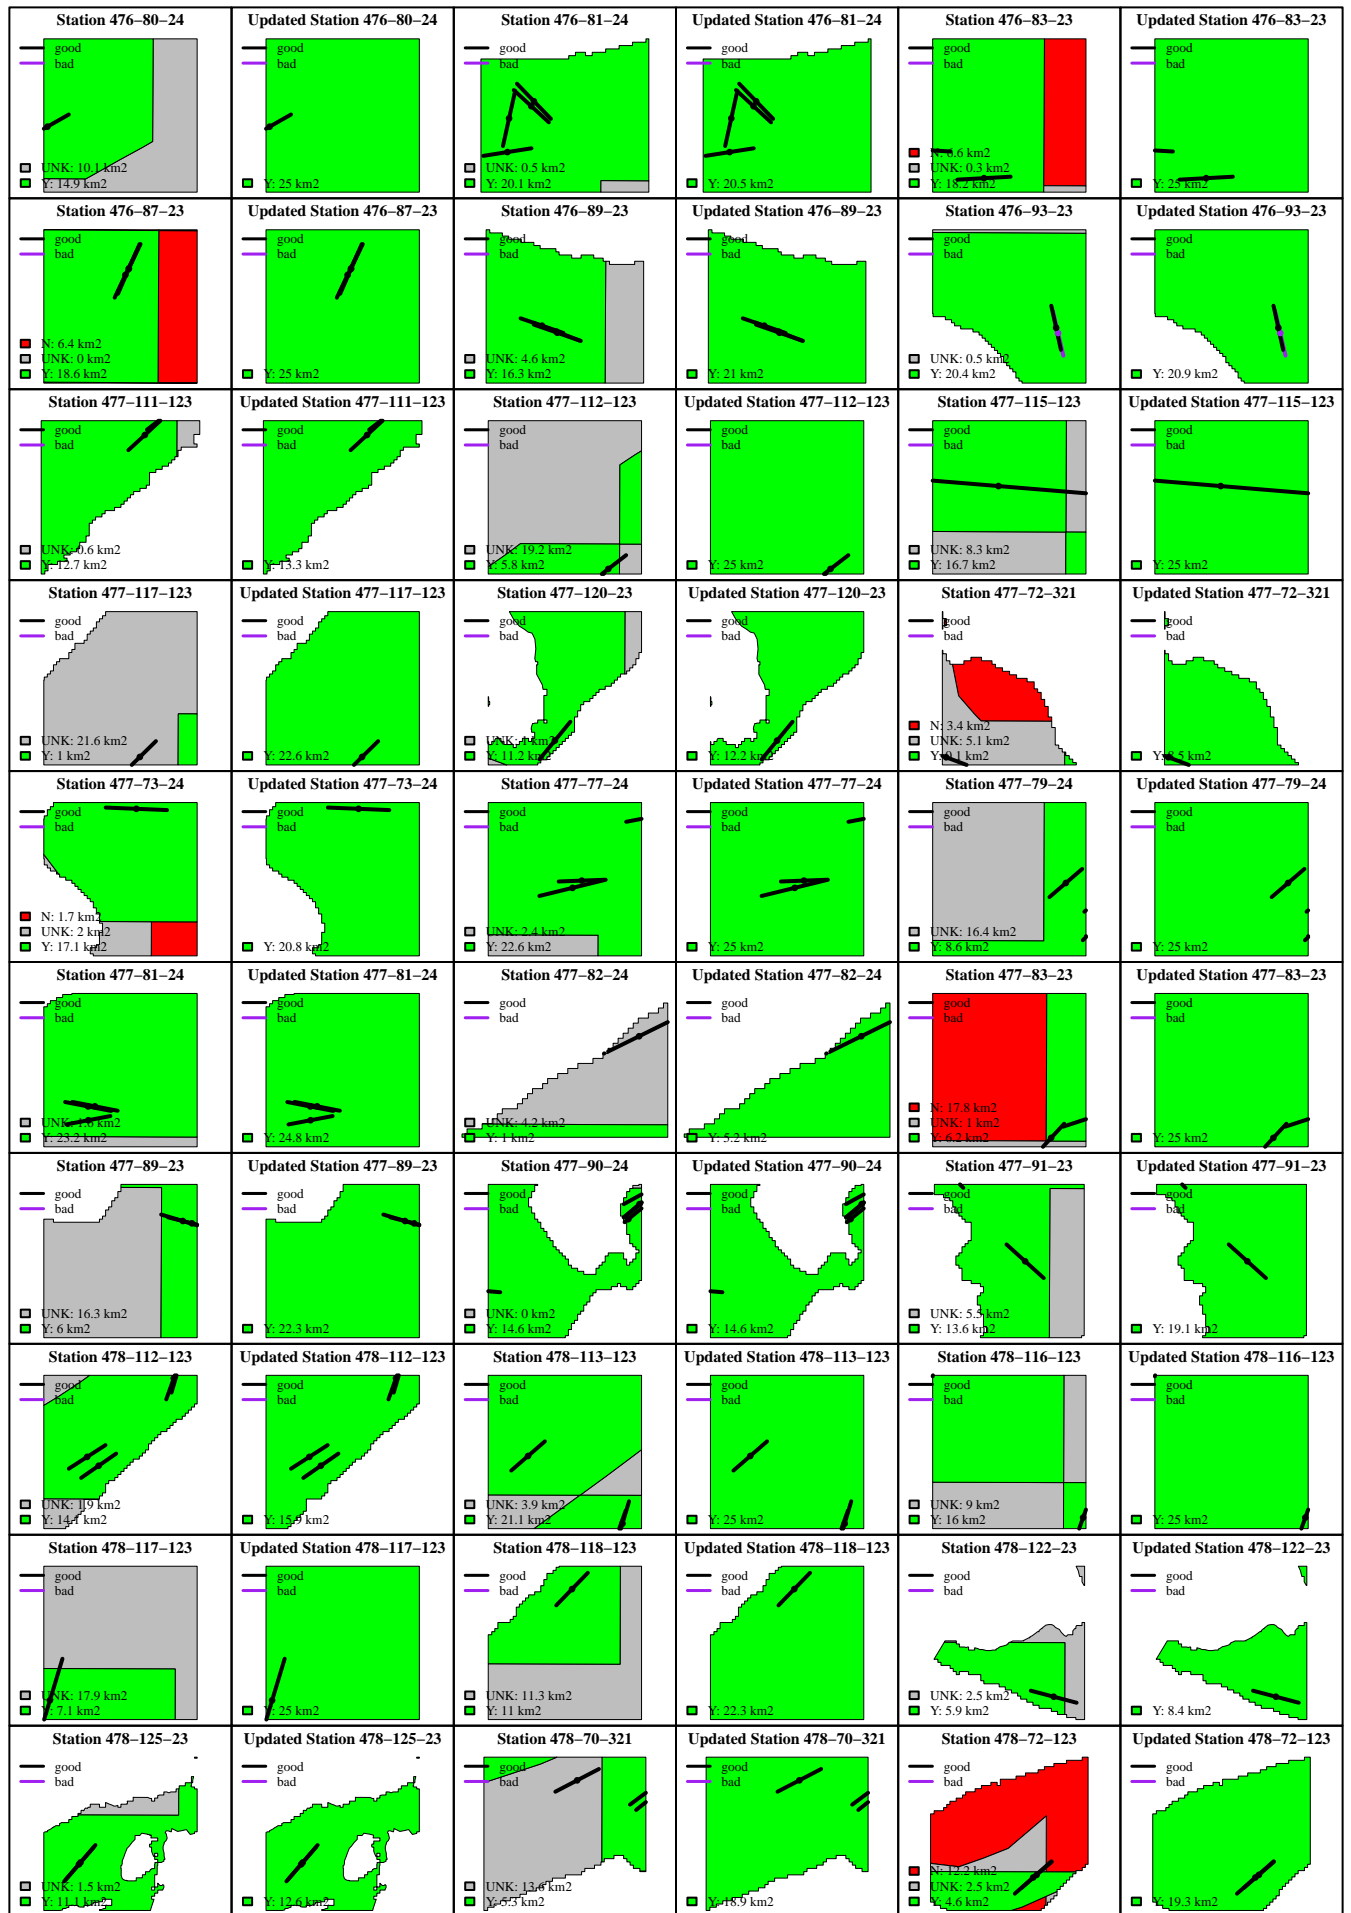 Station 476−80−24
good
bad
UNK: 10.1 km2
Y: 14.9 km2
Updated Station 476−80−24
good
bad
Y: 25 km2
Station 476−81−24
good
bad
UNK: 0.5 km2
Y: 20.1 km2
Updated Station 476−81−24
good
bad
Y: 20.5 km2
Station 476−83−23
good
bad
N: 6.6 km2
UNK: 0.3 km2
Y: 18.2 km2
Updated Station 476−83−23
good
bad
Y: 25 km2
Station 476−87−23
good
bad
N: 6.4 km2
UNK: 0 km2
Y: 18.6 km2
Updated Station 476−87−23
good
bad
Y: 25 km2
Station 476−89−23
good
bad
UNK: 4.6 km2
Y: 16.3 km2
Updated Station 476−89−23
good
bad
Y: 21 km2
Station 476−93−23
good
bad
UNK: 0.5 km2
Y: 20.4 km2
Updated Station 476−93−23
good
bad
Y: 20.9 km2
Station 477−111−123
good
bad
UNK: 0.6 km2
Y: 12.7 km2
Updated Station 477−111−123
good
bad
Y: 13.3 km2
Station 477−112−123
good
bad
UNK: 19.2 km2
Y: 5.8 km2
Updated Station 477−112−123
good
bad
Y: 25 km2
Station 477−115−123
good
bad
UNK: 8.3 km2
Y: 16.7 km2
Updated Station 477−115−123
good
bad
Y: 25 km2
Station 477−117−123
good
bad
UNK: 21.6 km2
Y: 1 km2
Updated Station 477−117−123
good
bad
Y: 22.6 km2
Station 477−120−23
good
bad
UNK: 1 km2
Y: 11.2 km2
Updated Station 477−120−23
good
bad
Y: 12.2 km2
Station 477−72−321
good
bad
N: 3.4 km2
UNK: 5.1 km2
Y: 0.1 km2
Updated Station 477−72−321
good
bad
Y: 8.5 km2
Station 477−73−24
good
bad
N: 1.7 km2
UNK: 2 km2
Y: 17.1 km2
Updated Station 477−73−24
good
bad
Y: 20.8 km2
Station 477−77−24
good
bad
UNK: 2.4 km2
Y: 22.6 km2
Updated Station 477−77−24
good
bad
Y: 25 km2
Station 477−79−24
good
bad
UNK: 16.4 km2
Y: 8.6 km2
Updated Station 477−79−24
good
bad
Y: 25 km2
Station 477−81−24
good
bad
UNK: 1.6 km2
Y: 23.2 km2
Updated Station 477−81−24
good
bad
Y: 24.8 km2
Station 477−82−24
good
bad
UNK: 4.2 km2
Y: 1 km2
Updated Station 477−82−24
good
bad
Y: 5.2 km2
Station 477−83−23
good
bad
N: 17.8 km2
UNK: 1 km2
Y: 6.2 km2
Updated Station 477−83−23
good
bad
Y: 25 km2
Station 477−89−23
good
bad
UNK: 16.3 km2
Y: 6 km2
Updated Station 477−89−23
good
bad
Y: 22.3 km2
Station 477−90−24
good
bad
UNK: 0 km2
Y: 14.6 km2
Updated Station 477−90−24
good
bad
Y: 14.6 km2
Station 477−91−23
good
bad
UNK: 5.5 km2
Y: 13.6 km2
Updated Station 477−91−23
good
bad
Y: 19.1 km2
Station 478−112−123
good
bad
UNK: 1.9 km2
Y: 14.1 km2
Updated Station 478−112−123
good
bad
Y: 15.9 km2
Station 478−113−123
good
bad
UNK: 3.9 km2
Y: 21.1 km2
Updated Station 478−113−123
good
bad
Y: 25 km2
Station 478−116−123
good
bad
UNK: 9 km2
Y: 16 km2
Updated Station 478−116−123
good
bad
Y: 25 km2
Station 478−117−123
good
bad
UNK: 17.9 km2
Y: 7.1 km2
Updated Station 478−117−123
good
bad
Y: 25 km2
Station 478−118−123
good
bad
UNK: 11.3 km2
Y: 11 km2
Updated Station 478−118−123
good
bad
Y: 22.3 km2
Station 478−122−23
good
bad
UNK: 2.5 km2
Y: 5.9 km2
Updated Station 478−122−23
good
bad
Y: 8.4 km2
Station 478−125−23
good
bad
UNK: 1.5 km2
Y: 11.1 km2
Updated Station 478−125−23
good
bad
Y: 12.6 km2
Station 478−70−321
good
bad
UNK: 13.6 km2
Y: 5.3 km2
Updated Station 478−70−321
good
bad
Y: 18.9 km2
Station 478−72−123
good
bad
N: 12.2 km2
UNK: 2.5 km2
Y: 4.6 km2
Updated Station 478−72−123
good
bad
Y: 19.3 km2